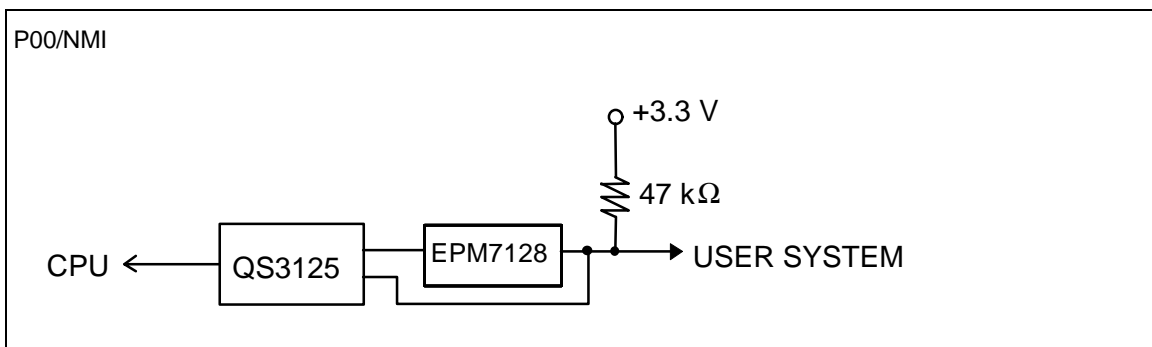 P00/NMI
+3.3 V
47 kΩ
CPU
QS3125
EPM7128
USER SYSTEM